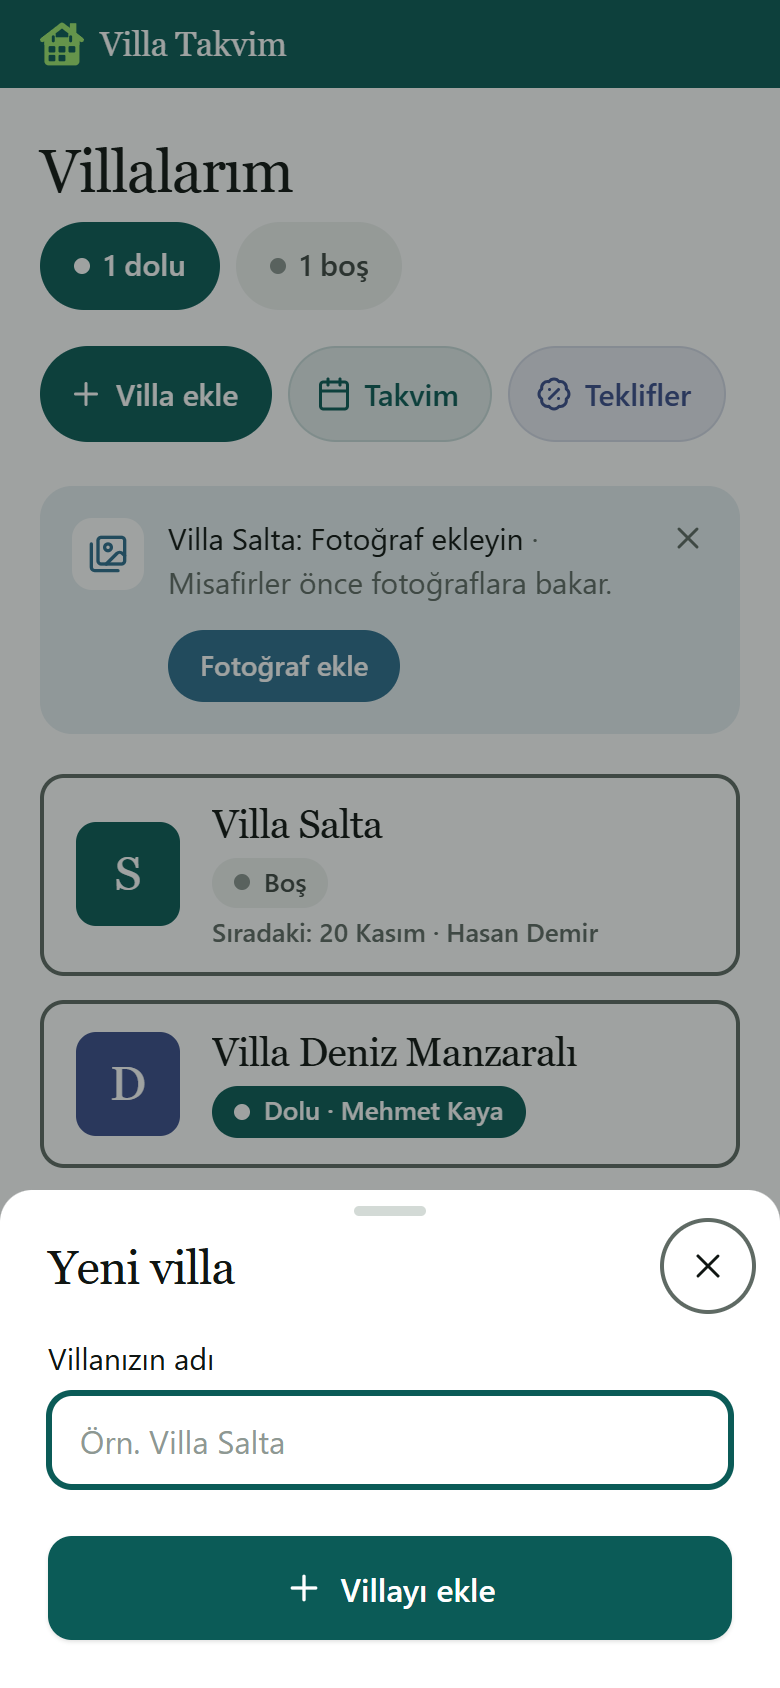 Villa Takvim
Villalarım
1 dolu
1 boş
Villa ekle
Takvim
Teklifler
Villa Salta: Fotoğraf ekleyin ·
Misafirler önce fotoğraflara bakar.
Fotoğraf ekle
S
Villa Salta
Boş
Sıradaki: 20 Kasım · Hasan Demir
D
Villa Deniz Manzaralı
Dolu · Mehmet Kaya
Yeni villa
Villanızın adı
Örn. Villa Salta
Villayı ekle